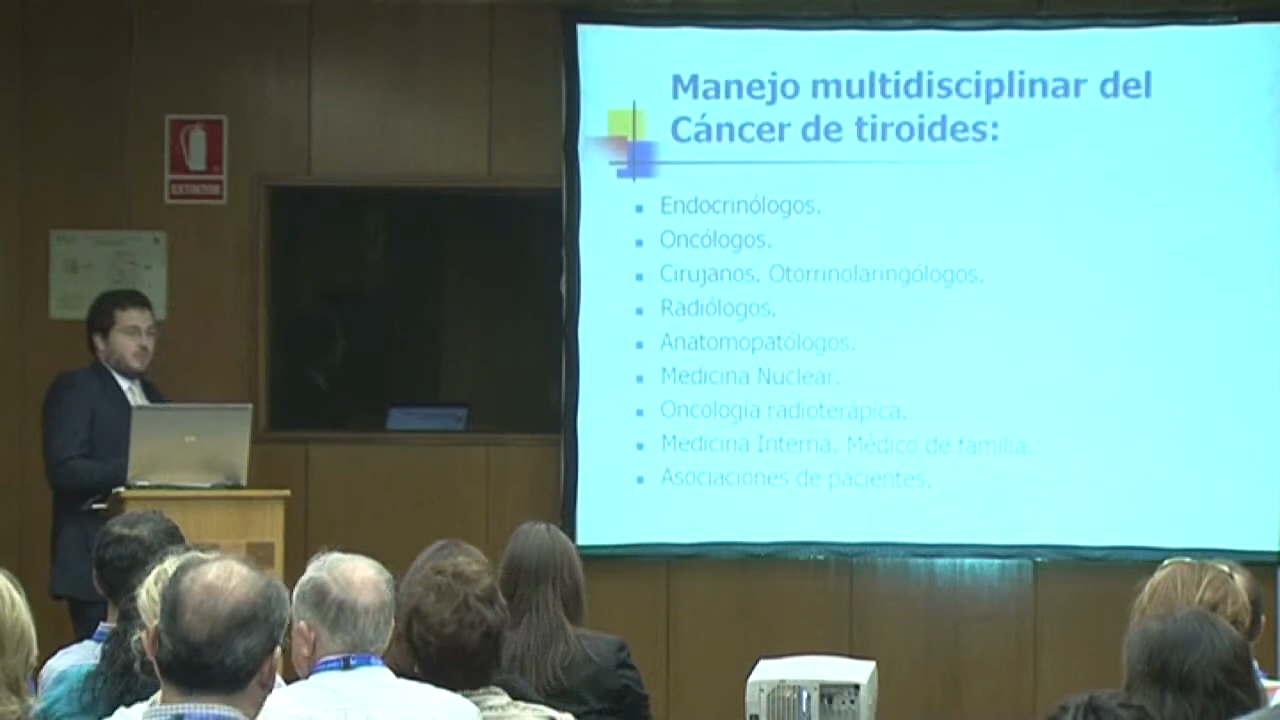 Manejo multidisciplinar del
Cáncer de tiroides:
Endocrinólogos.
Oncólogos.
Cirujanos. Otorrinolaringólogos.
Radiólogos.
Anatomopatólogos.
Medicina Nuclear.
Oncología radioterápica.
Medicina Interna. Médico de familia.
Asociaciones de pacientes.
EXTINTOR